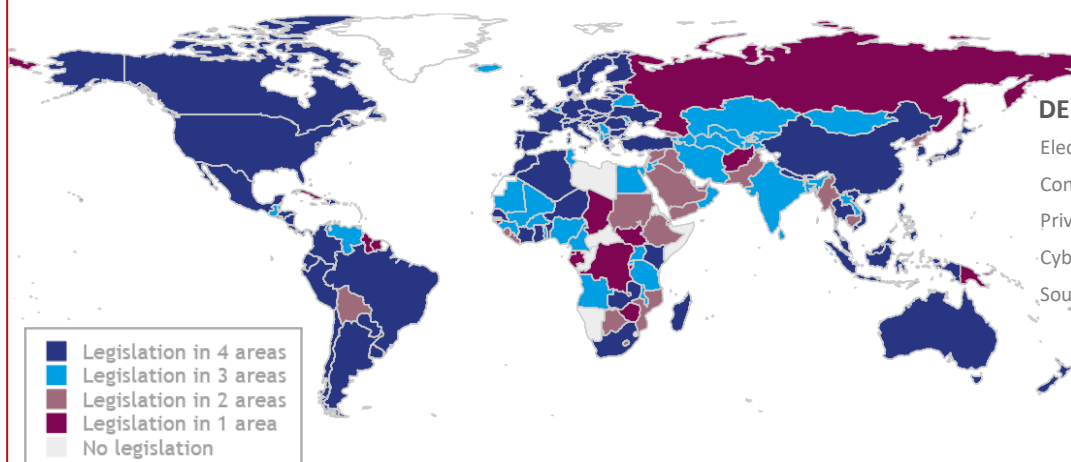 DE
Elec
Con
Priv
Cyb
Sou
Legislation in 4 areas
Legislation in 3 areas
Legislation in 2 areas
Legislation in 1 area
No legislation